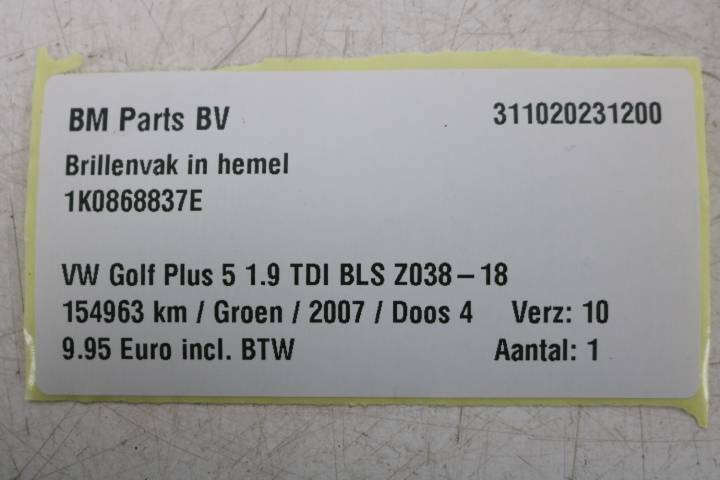 BM Parts BV 311020231200
Brillenvak in hemel
1K0868837E
VW Golf Plus 5 1.9 TDI BLS Z038-18
154963 km / Groen / 2007 / Doos 4 Verz: 10
9.95 Euro incl. BTW Aantal: 1